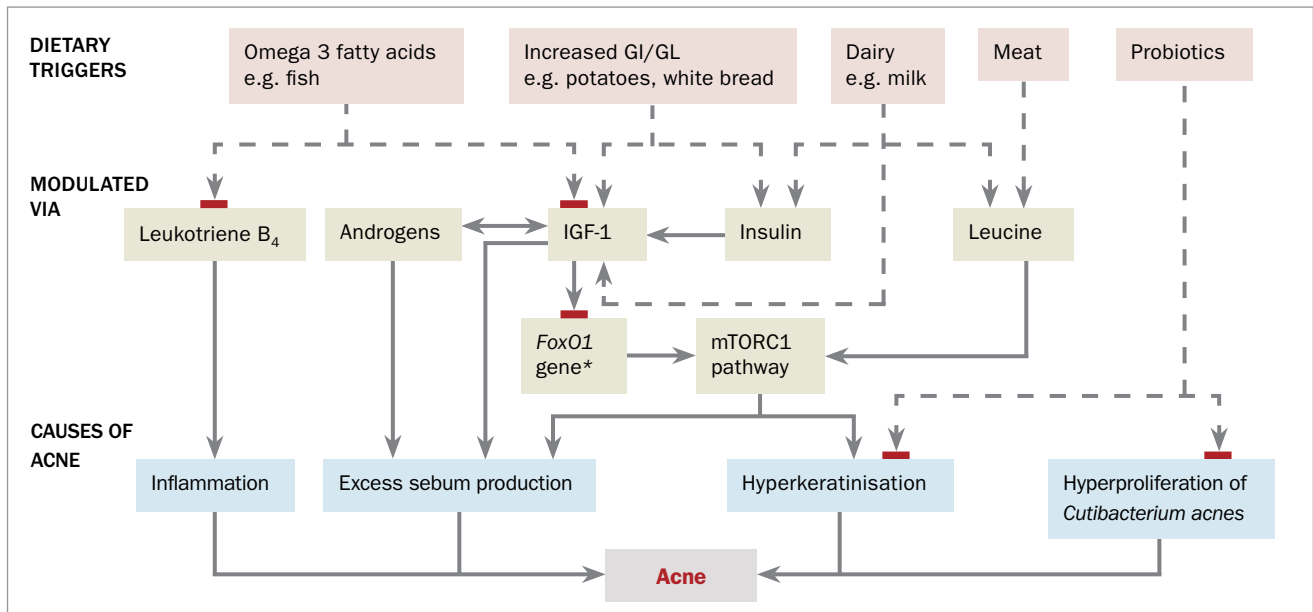 DIETARY
TRIGGERS
Omega 3 fatty acids
e.g. fish
Increased GI/GL
e.g. potatoes, white bread
Dairy
e.g. milk
Meat
Probiotics
MODULATED
VIA
Leukotriene B₄
Androgens
IGF-1
Insulin
Leucine
FoxO1
gene*
mTORC1
pathway
CAUSES OF
ACNE
Inflammation
Excess sebum production
Hyperkeratinisation
Hyperproliferation of
Cutibacterium acnes
Acne